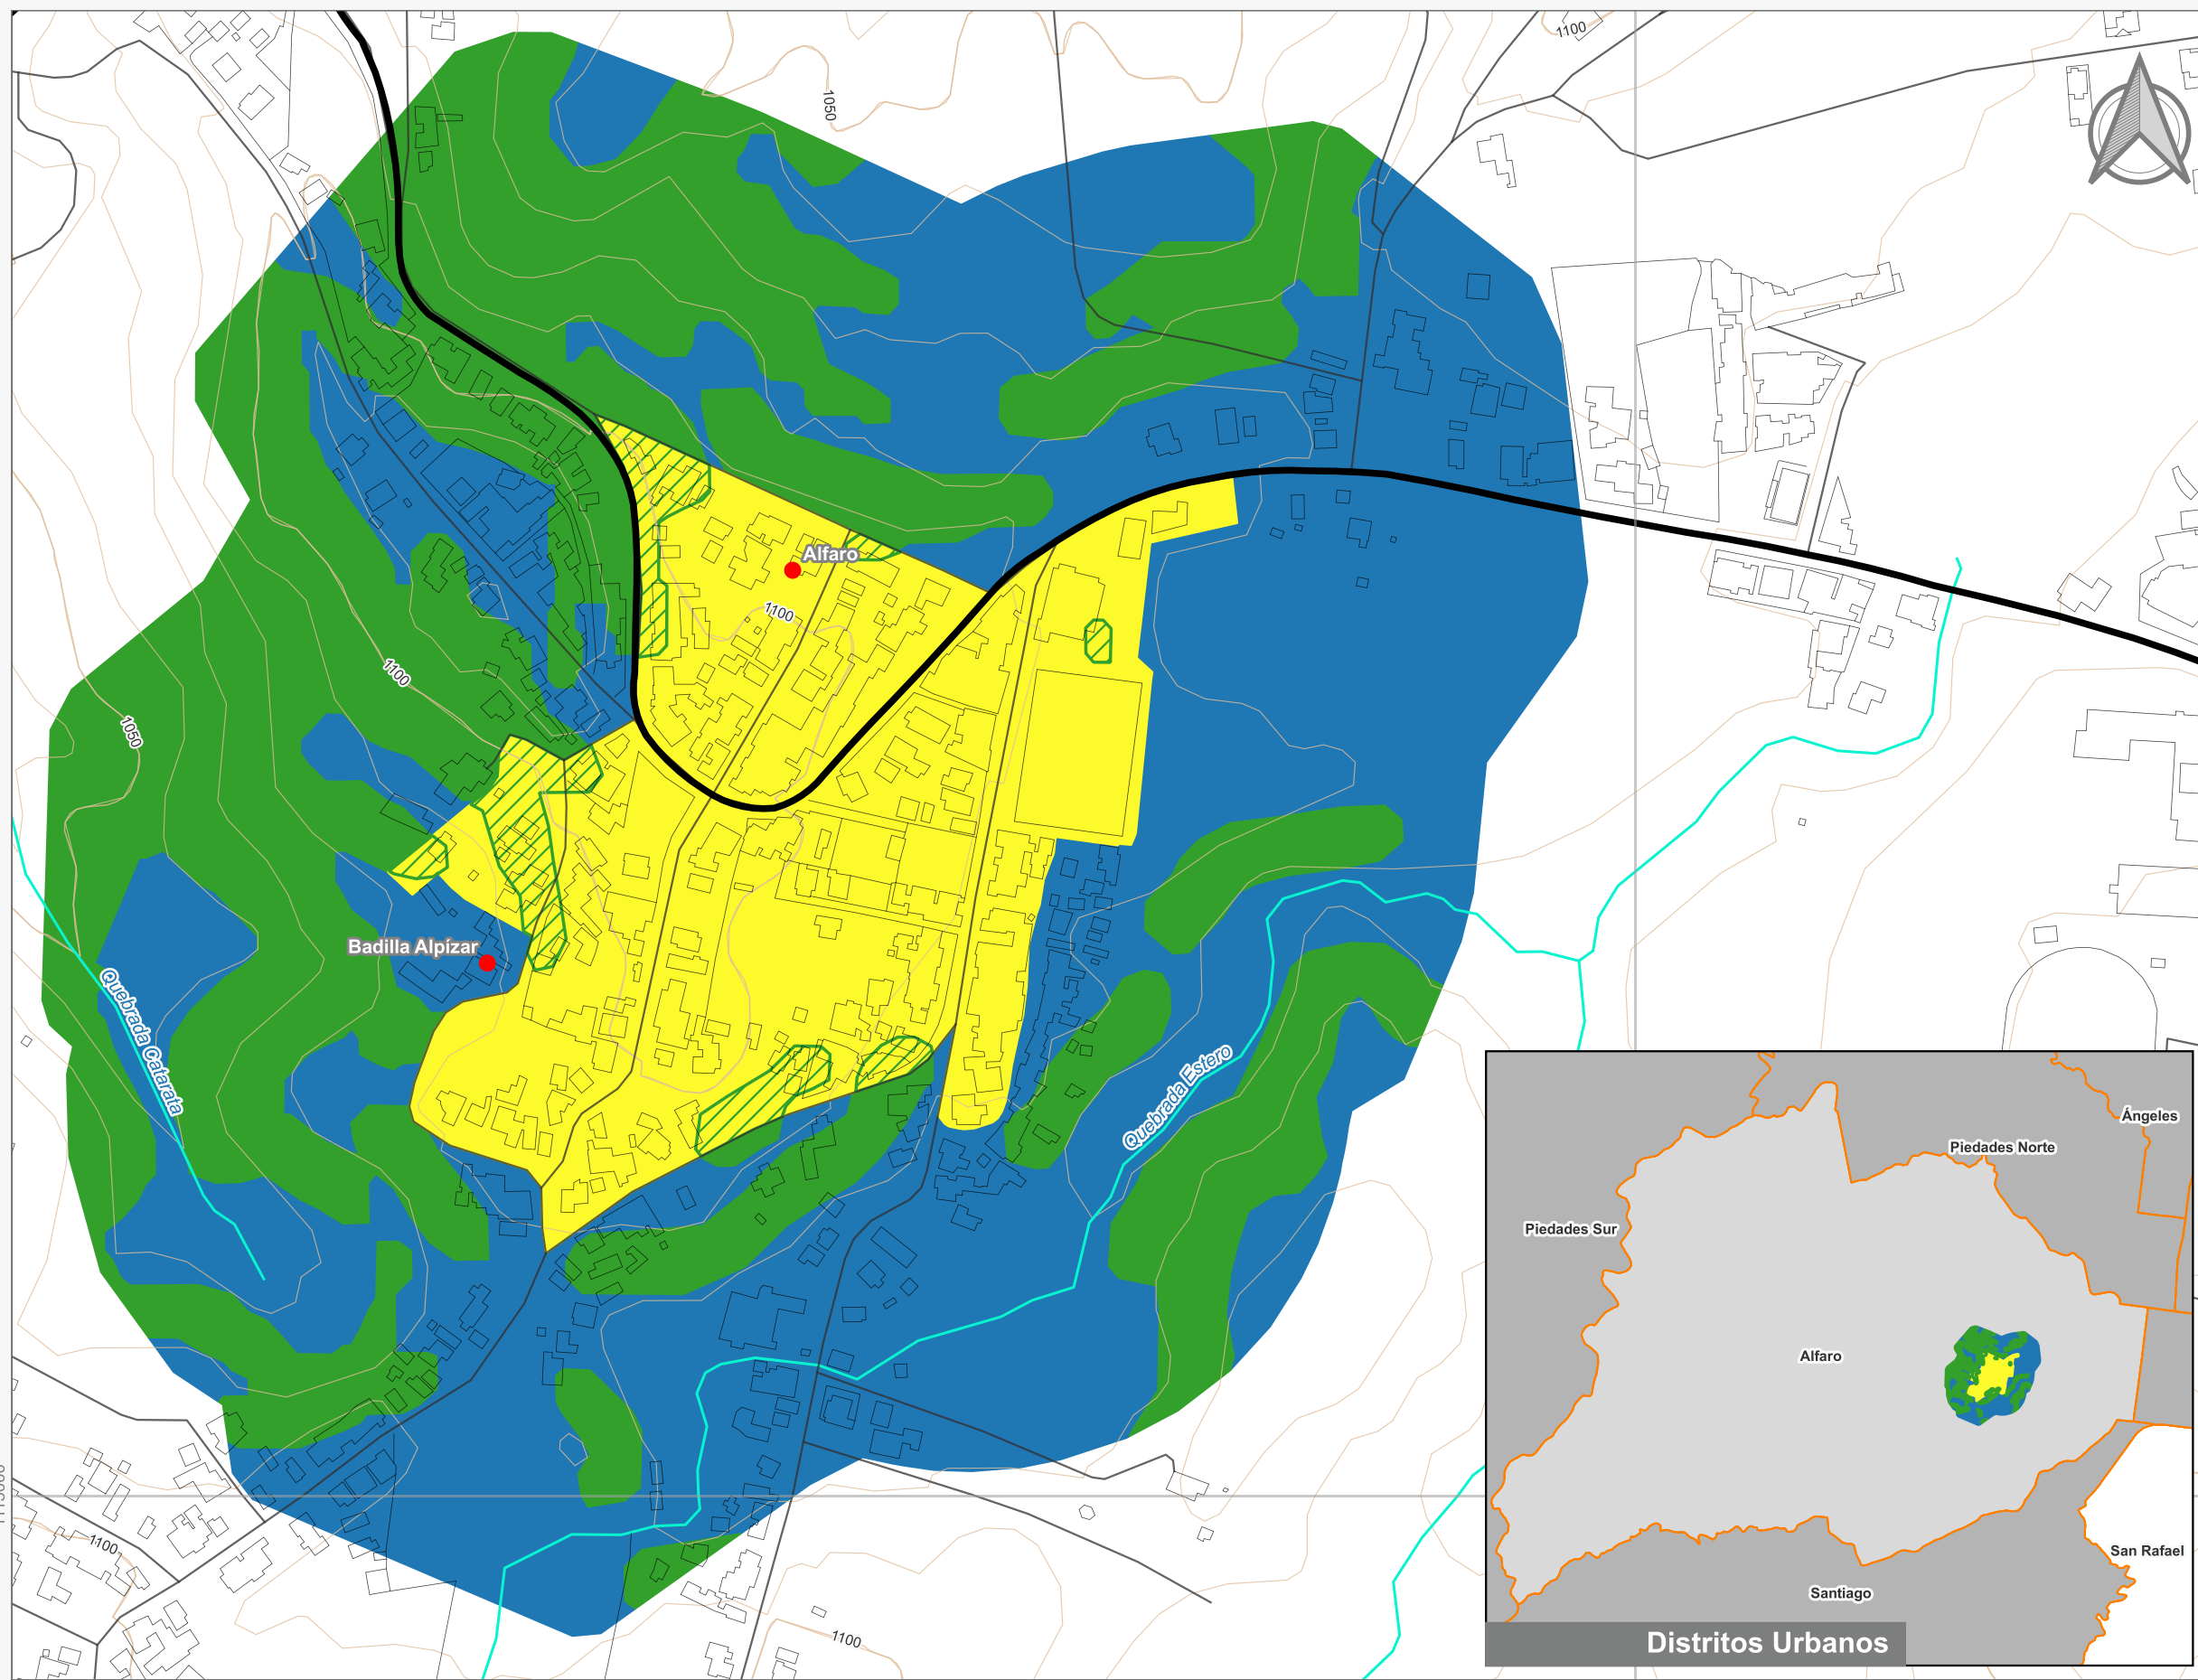 1100
1050
Alfaro
1100
1100
1050
Badilla Alpízar
Quebrada Catarata
Quebrada Estero
1100
1100
Ángeles
Piedades Norte
Piedades Sur
Alfaro
San Rafael
Santiago
Distritos Urbanos